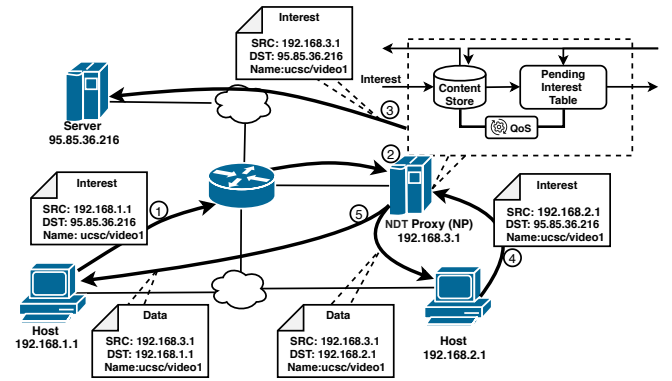 Interest
SRC: 192.168.3.1
DST: 95.85.36.216
Name:ucsc/video1
Interest
Content
Store
Pending
Interest
Table
QoS
3
Server
95.85.36.216
2
Interest
SRC: 192.168.1.1
DST: 95.85.36.216
Name: ucsc/video1
1
5
NDT Proxy (NP)
192.168.3.1
Interest
SRC: 192.168.2.1
DST: 95.85.36.216
Name:ucsc/video1
4
Host
192.168.1.1
Data
SRC: 192.168.3.1
DST: 192.168.1.1
Name:ucsc/video1
Data
SRC: 192.168.3.1
DST: 192.168.2.1
Name:ucsc/video1
Host
192.168.2.1